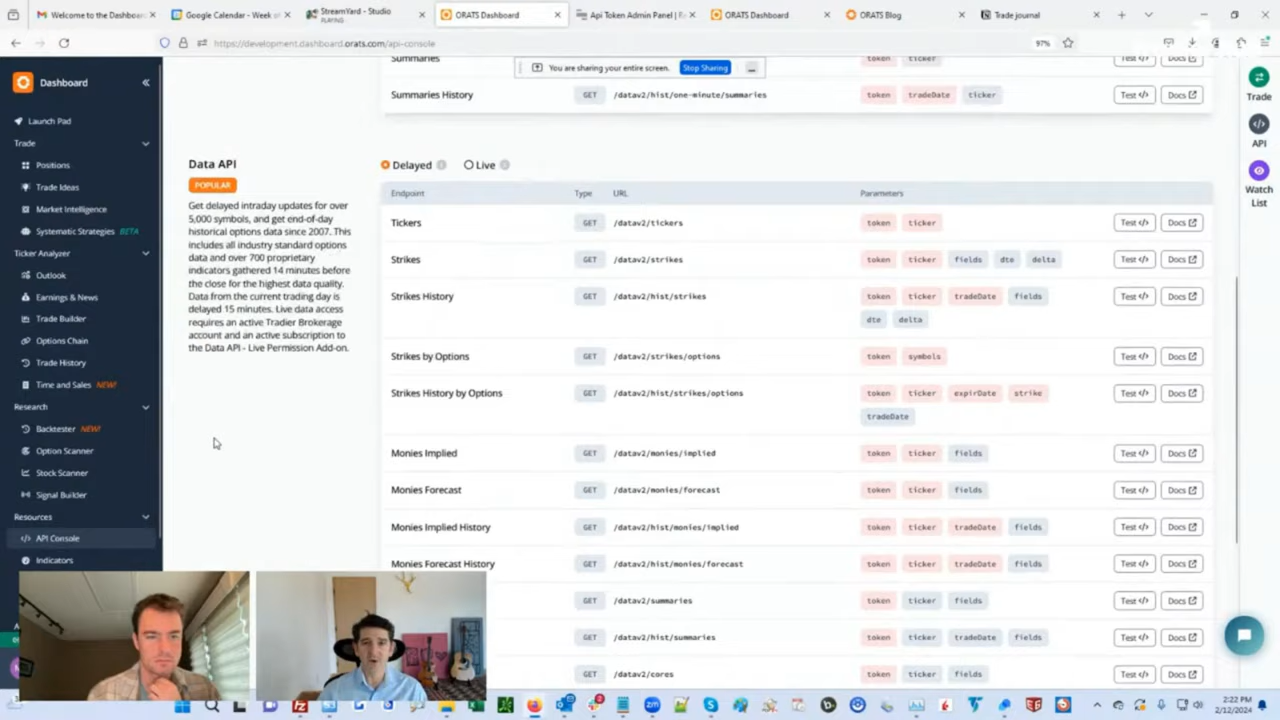 Welcome to the Dashboard
Google Calendar - Week of
StreamYard - Studio
PLAYING
ORATS Dashboard
Api Token Admin Panel | R
ORATS Dashboard
ORATS Blog
Trade journal
https://development.dashboard.orats.com/api-console
97%
You are sharing your entire screen.
Stop Sharing
Dashboard
Launch Pad
Trade
Positions
Trade Ideas
Market Intelligence
Systematic Strategies BETA
Ticker Analyzer
Outlook
Earnings & News
Trade Builder
Options Chain
Trade History
Time and Sales NEW!
Research
Backtester NEW!
Option Scanner
Stock Scanner
Signal Builder
Resources
API Console
Indicators
Data API
POPULAR
Get delayed intraday updates for over
5,000 symbols, and get end-of-day
historical options data since 2007. This
includes all industry standard options
data and over 700 proprietary
indicators gathered 14 minutes before
the close for the highest data quality.
Data from the current trading day is
delayed 15 minutes. Live data access
requires an active Tradier Brokerage
account and an active subscription to
the Data API - Live Permission Add-on.
Summaries token ticker Test </> Docs
Summaries History GET /datav2/hist/one-minute/summaries token tradeDate ticker Test </> Docs
Delayed Live
Endpoint Type URL Parameters
Tickers GET /datav2/tickers token ticker Test </> Docs
Strikes GET /datav2/strikes token ticker fields dte delta Test </> Docs
Strikes History GET /datav2/hist/strikes token ticker tradeDate fields Test </> Docs
dte delta
Strikes by Options GET /datav2/strikes/options token symbols Test </> Docs
Strikes History by Options GET /datav2/hist/strikes/options token ticker expirDate strike Test </> Docs
tradeDate
Monies Implied GET /datav2/monies/implied token ticker fields Test </> Docs
Monies Forecast GET /datav2/monies/forecast token ticker fields Test </> Docs
Monies Implied History GET /datav2/hist/monies/implied token ticker tradeDate fields Test </> Docs
Monies Forecast History GET /datav2/hist/monies/forecast token ticker tradeDate fields Test </> Docs
GET /datav2/summaries token ticker fields Test </> Docs
GET /datav2/hist/summaries token ticker tradeDate fields Test </> Docs
GET /datav2/cores token ticker fields Test </> Docs
Trade
API
Watch
List
2:22 PM
2/12/2024